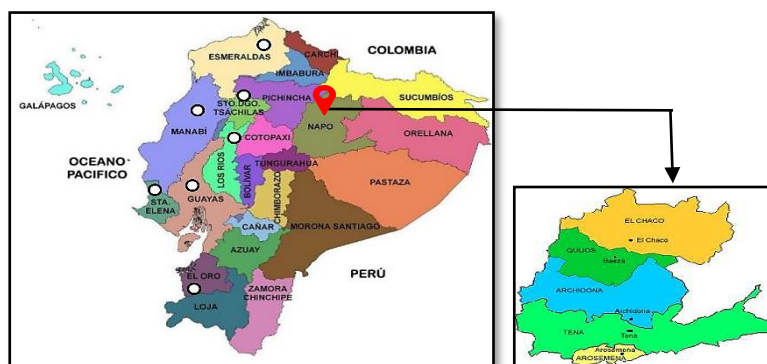 COLOMBIA
ESMERALDAS
CARCHI
IMBABURA
GALÁPAGOS
PICHINCHA
SUCUMBÍOS
STO.DGO.
TSÁCHILAS
MANABÍ
NAPO
ORELLANA
COTOPAXI
OCEANO
PACIFICO
LOS RIOS
BOLÍVAR
TUNGURAHUA
PASTAZA
CHIMBORAZO
STA.
ELENA
GUAYAS
CAÑAR
MORONA SANTIAGO
AZUAY
PERÚ
EL ORO
ZAMORA
CHINCHIPE
LOJA
EL CHACO
El Chaco
QUIJOS
Baeza
ARCHIDONA
Archidona
TENA
Tena
Arosemena
AROSEMENA